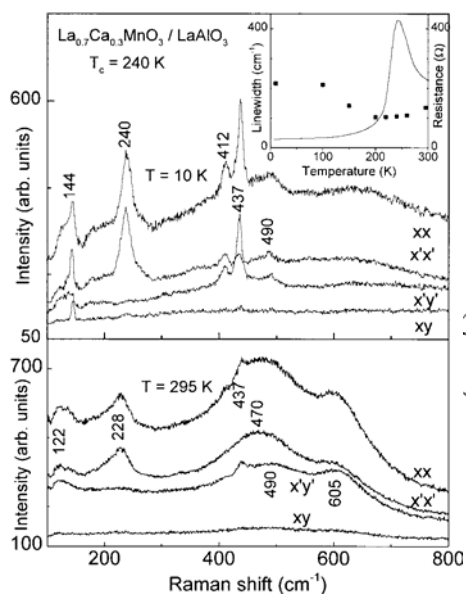 La0.7Ca0.3MnO3 / LaAlO3
Tc = 240 K
600
144
240
T = 10 K
412
437
490
xx
x'x'
x'y'
xy
50
Intensity (arb. units)
400
0
400
0
Linewidth (cm-1)
Resistance (Ω)
0 100 200 300
Temperature (K)
700
T = 295 K
122
228
437
470
490
x'y'
605
xx
x'x'
xy
100
Intensity (arb. units)
200 400 600 800
Raman shift (cm-1)